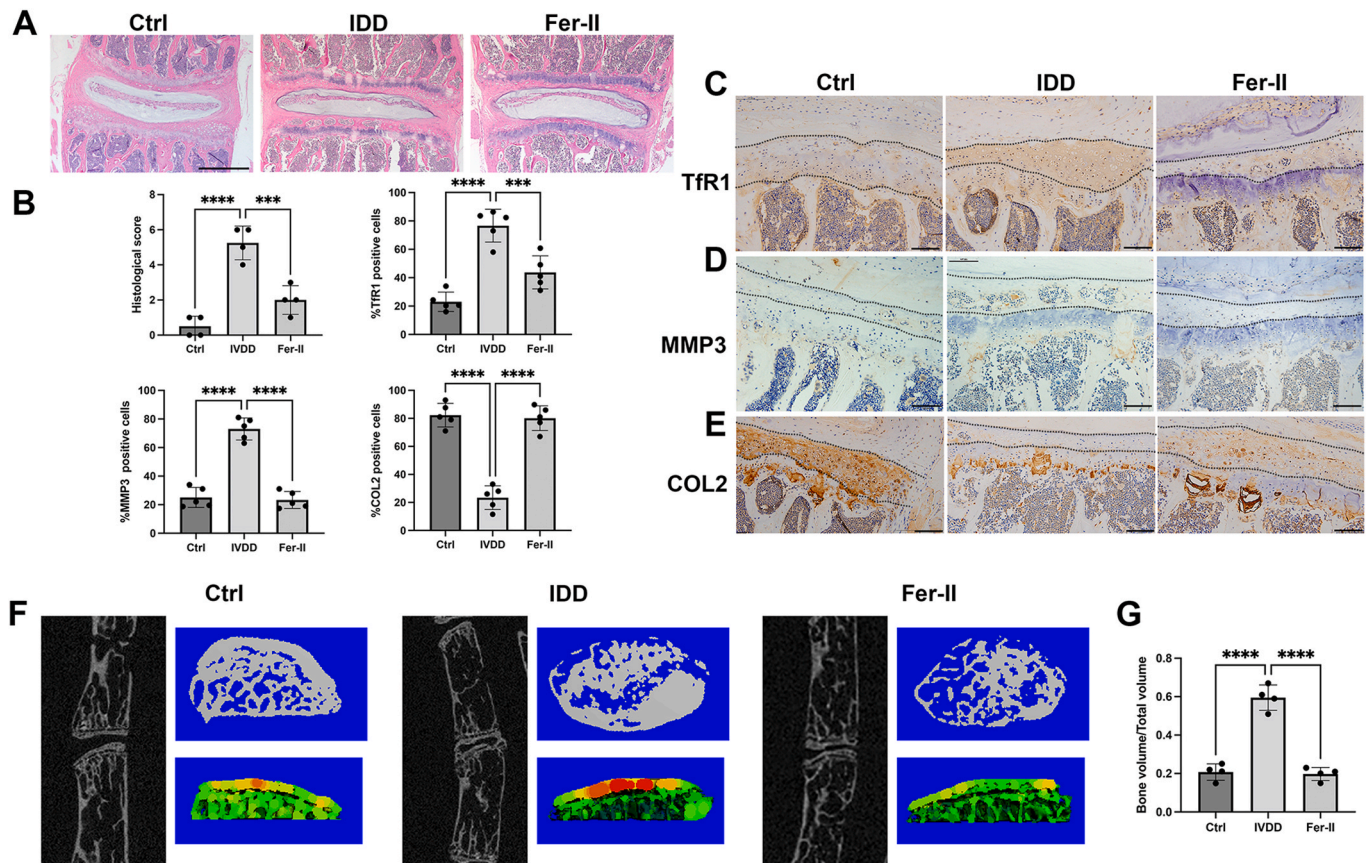 A
Ctrl IDD Fer-II
B
**** ***
Histological score
6
4
2
0
Ctrl IVDD Fer-II
**** ***
%TfR1 positive cells
100
80
60
40
20
0
Ctrl IVDD Fer-II
**** ****
%MMP3 positive cells
100
80
60
40
20
0
Ctrl IVDD Fer-II
**** ****
%COL2 positive cells
100
80
60
40
20
0
Ctrl IVDD Fer-II
C
Ctrl IDD Fer-II
TfR1
D
MMP3
E
COL2
F
Ctrl IDD Fer-II
G
**** ****
Bone volume/Total volume
0.8
0.6
0.4
0.2
0.0
Ctrl IVDD Fer-II